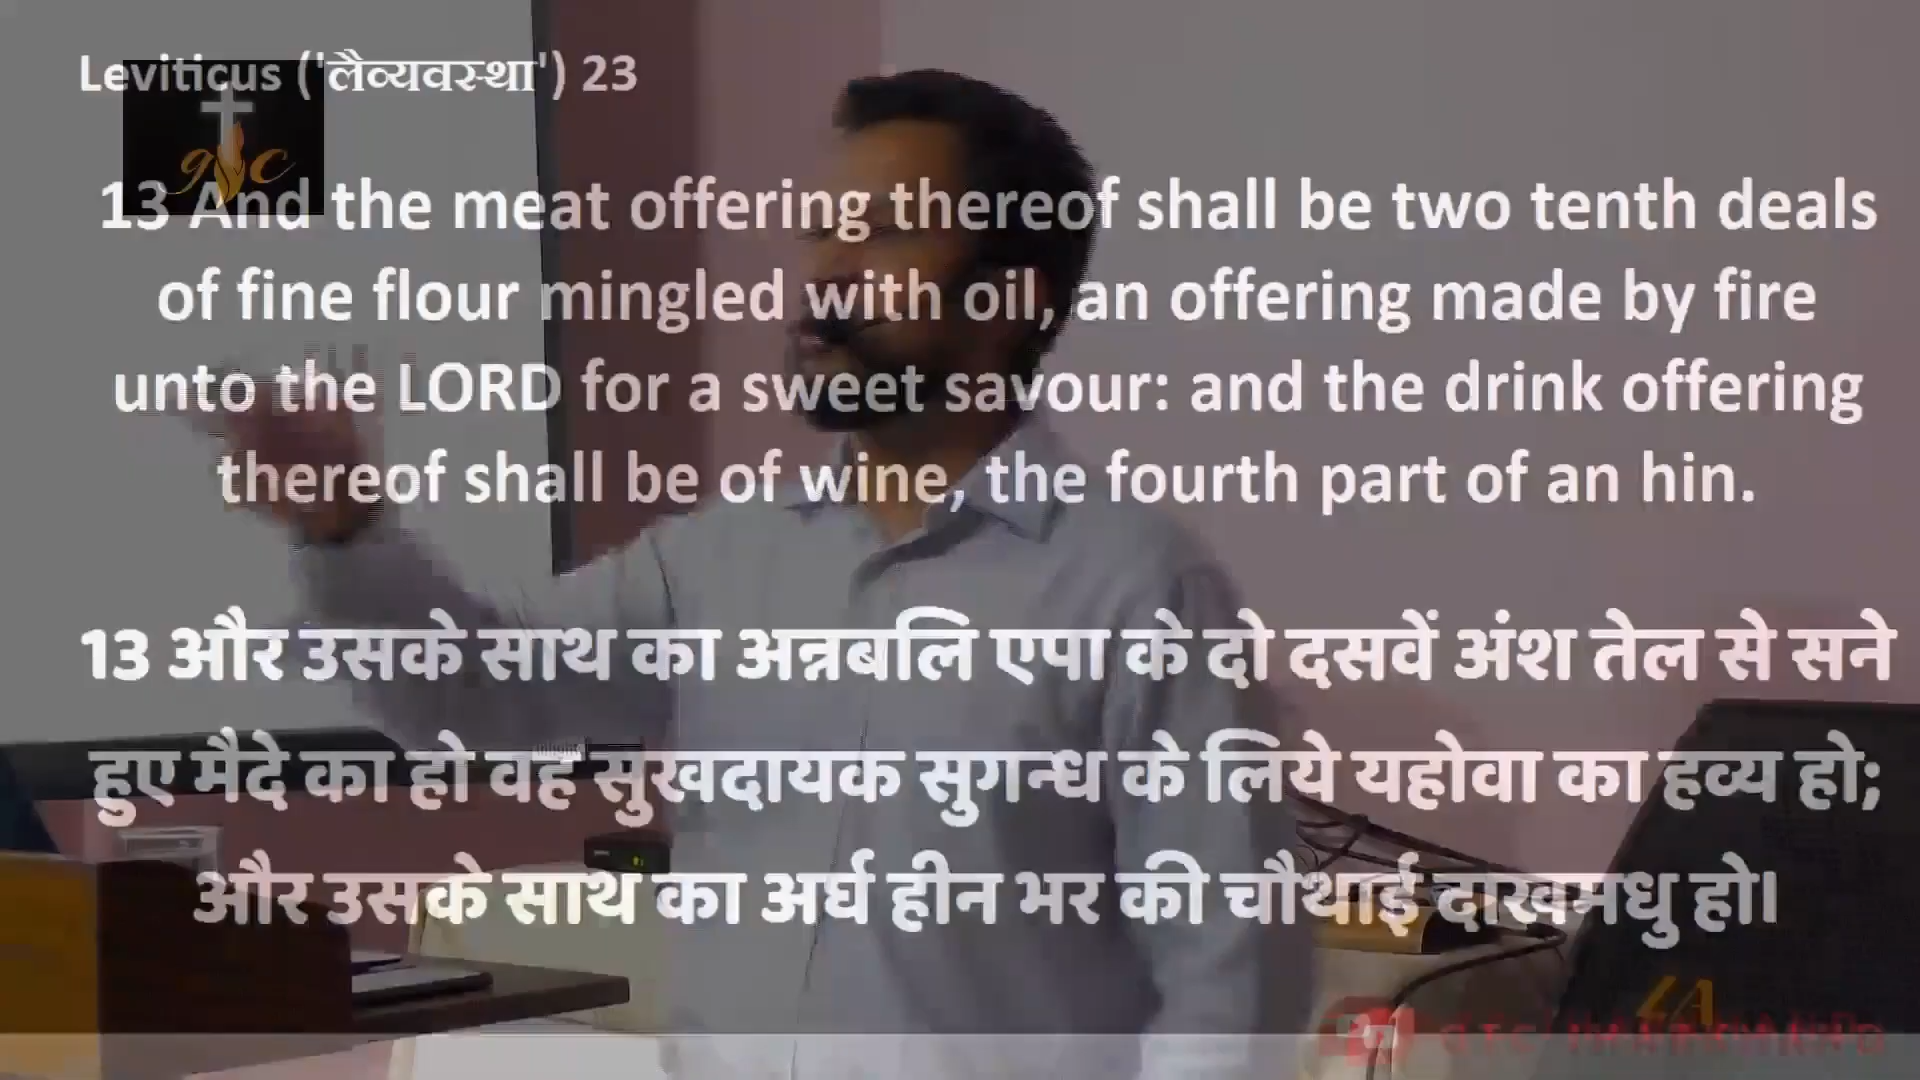 Leviticus ('लैव्यवस्था') 23
gtc
13 And the meat offering thereof shall be two tenth deals
of fine flour mingled with oil, an offering made by fire
unto the LORD for a sweet savour: and the drink offering
thereof shall be of wine, the fourth part of an hin.
13 और उसके साथ का अन्नबलि एपा के दो दसवें अंश तेल से सने
हुए मैदे का हो वह सुखदायक सुगन्ध के लिये यहोवा का हव्य हो;
और उसके साथ का अर्घ हीन भर की चौथाई दाखमधु हो।